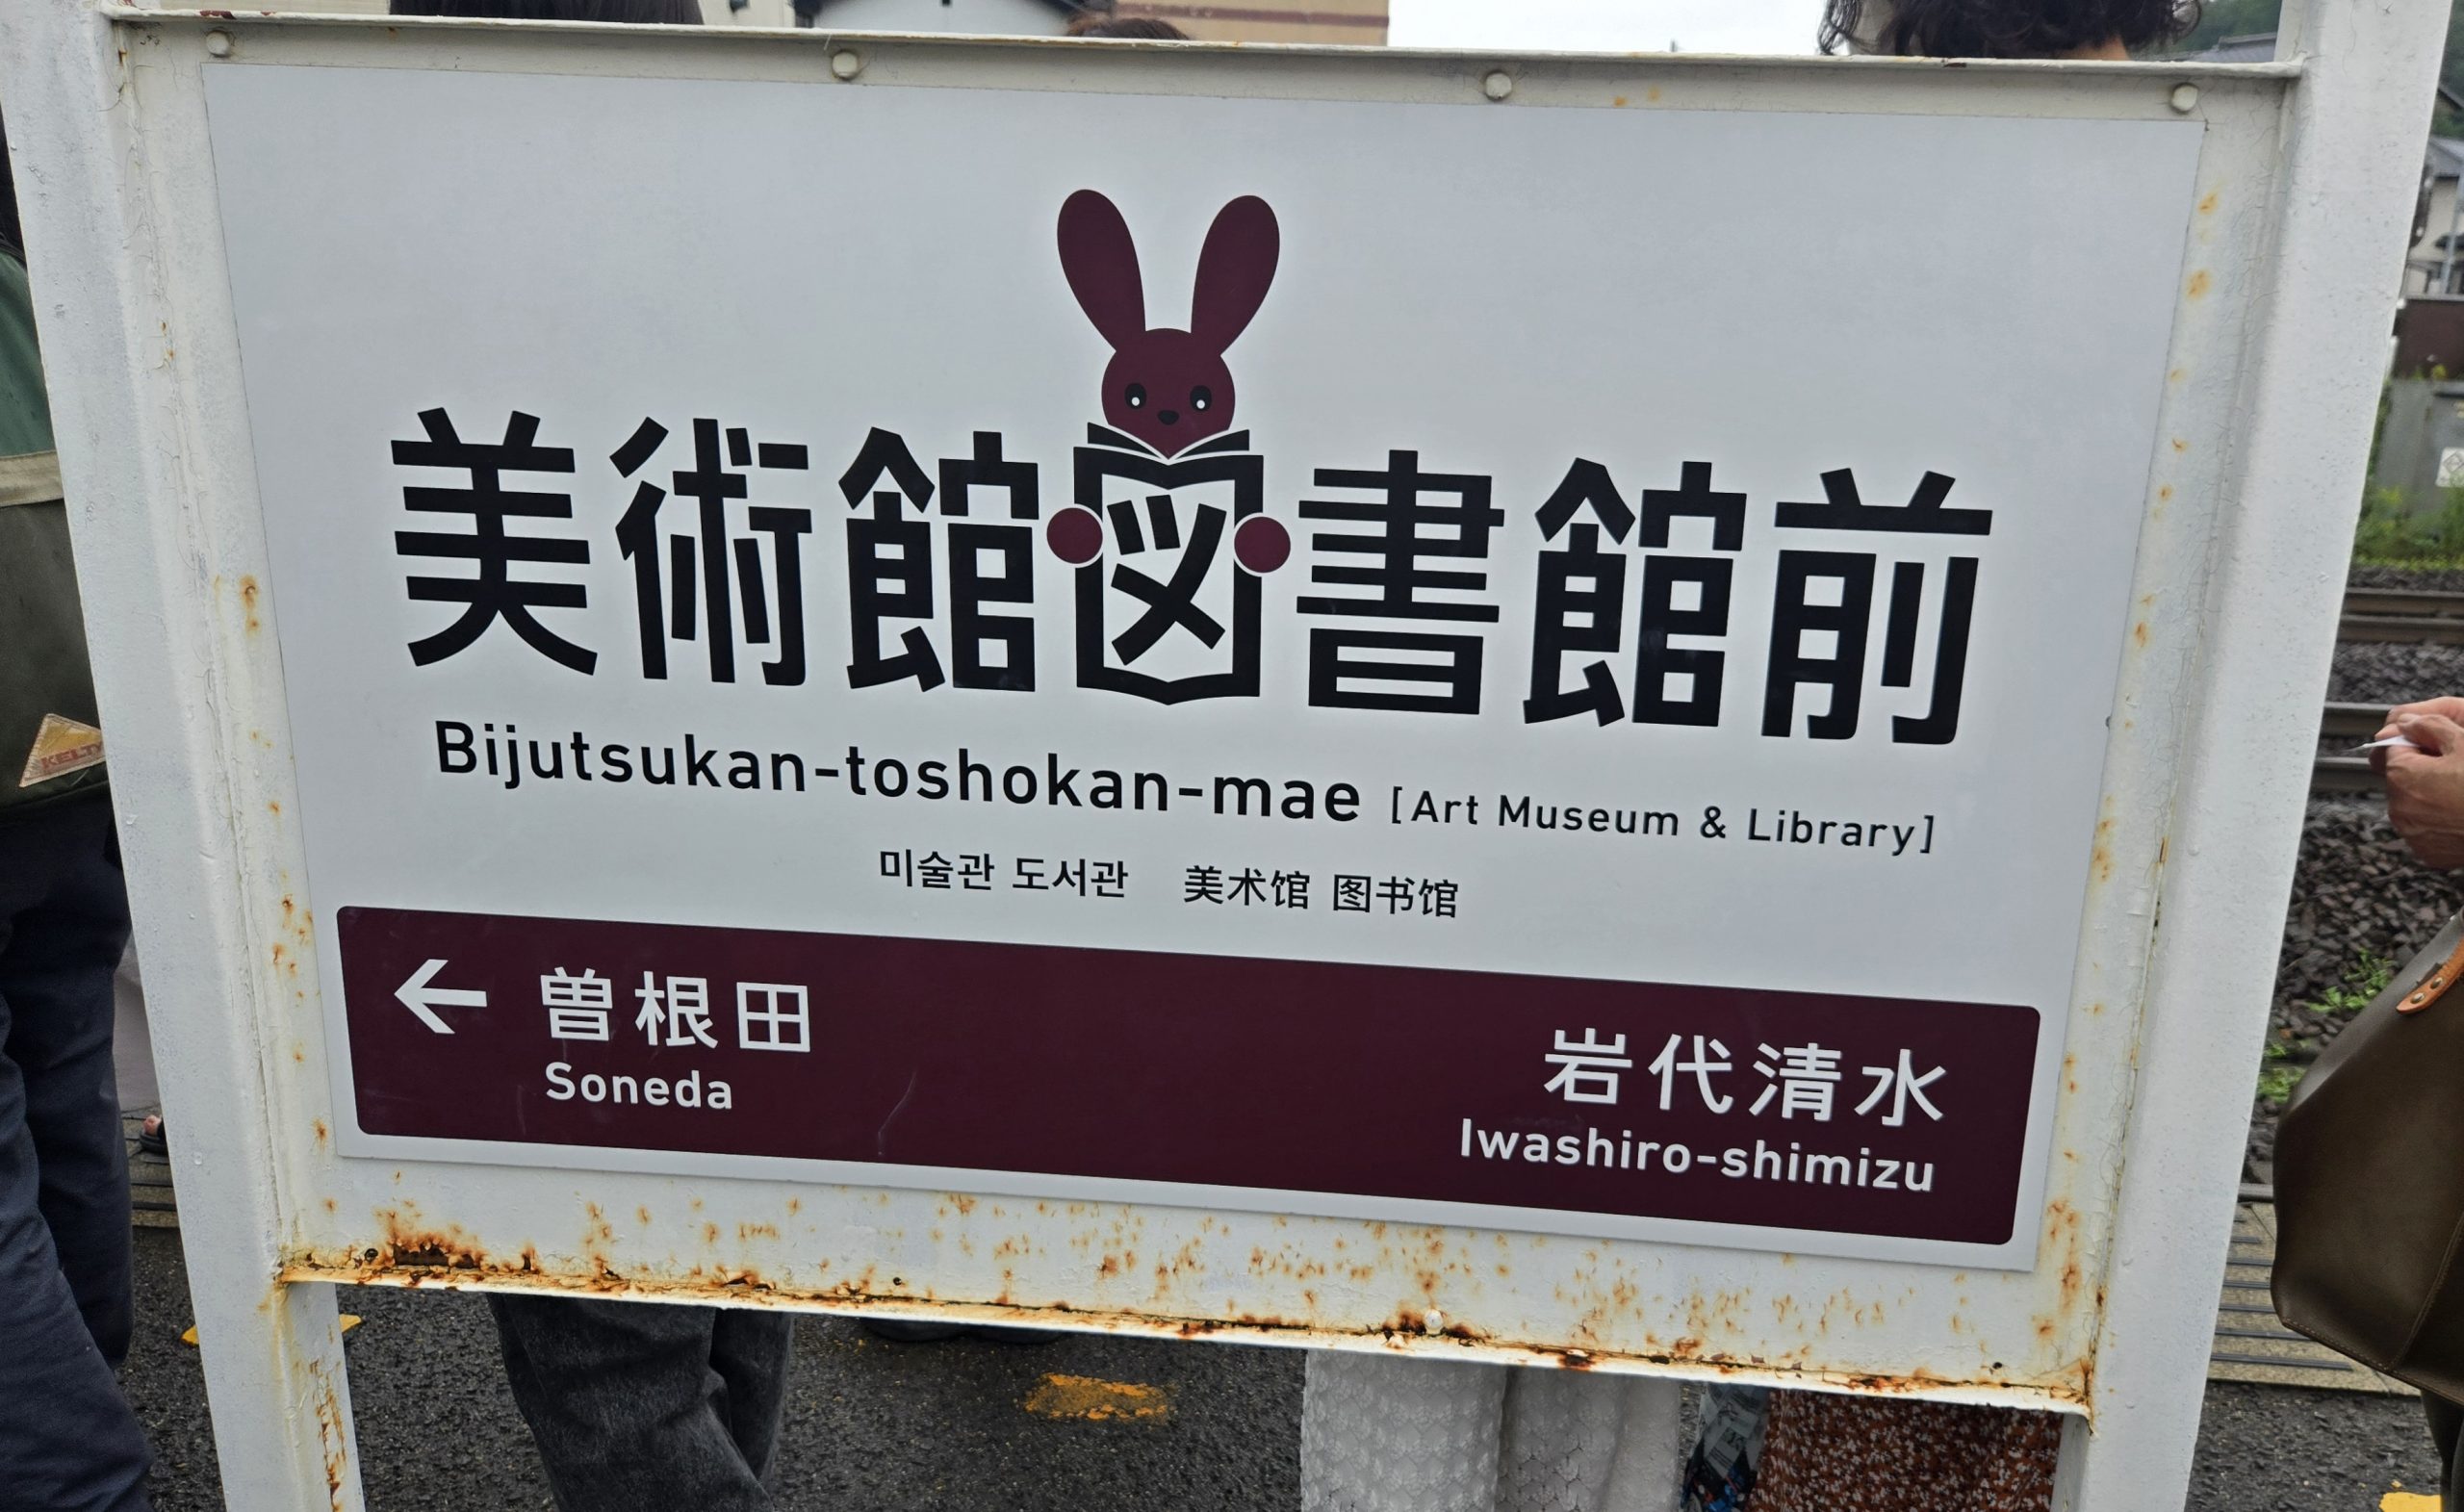 美術館図書館前
Bijutsukan-toshokan-mae [Art Museum & Library]
미술관 도서관 美术馆 图书馆
← 曽根田
Soneda
岩代清水
Iwashiro-shimizu
KELTY